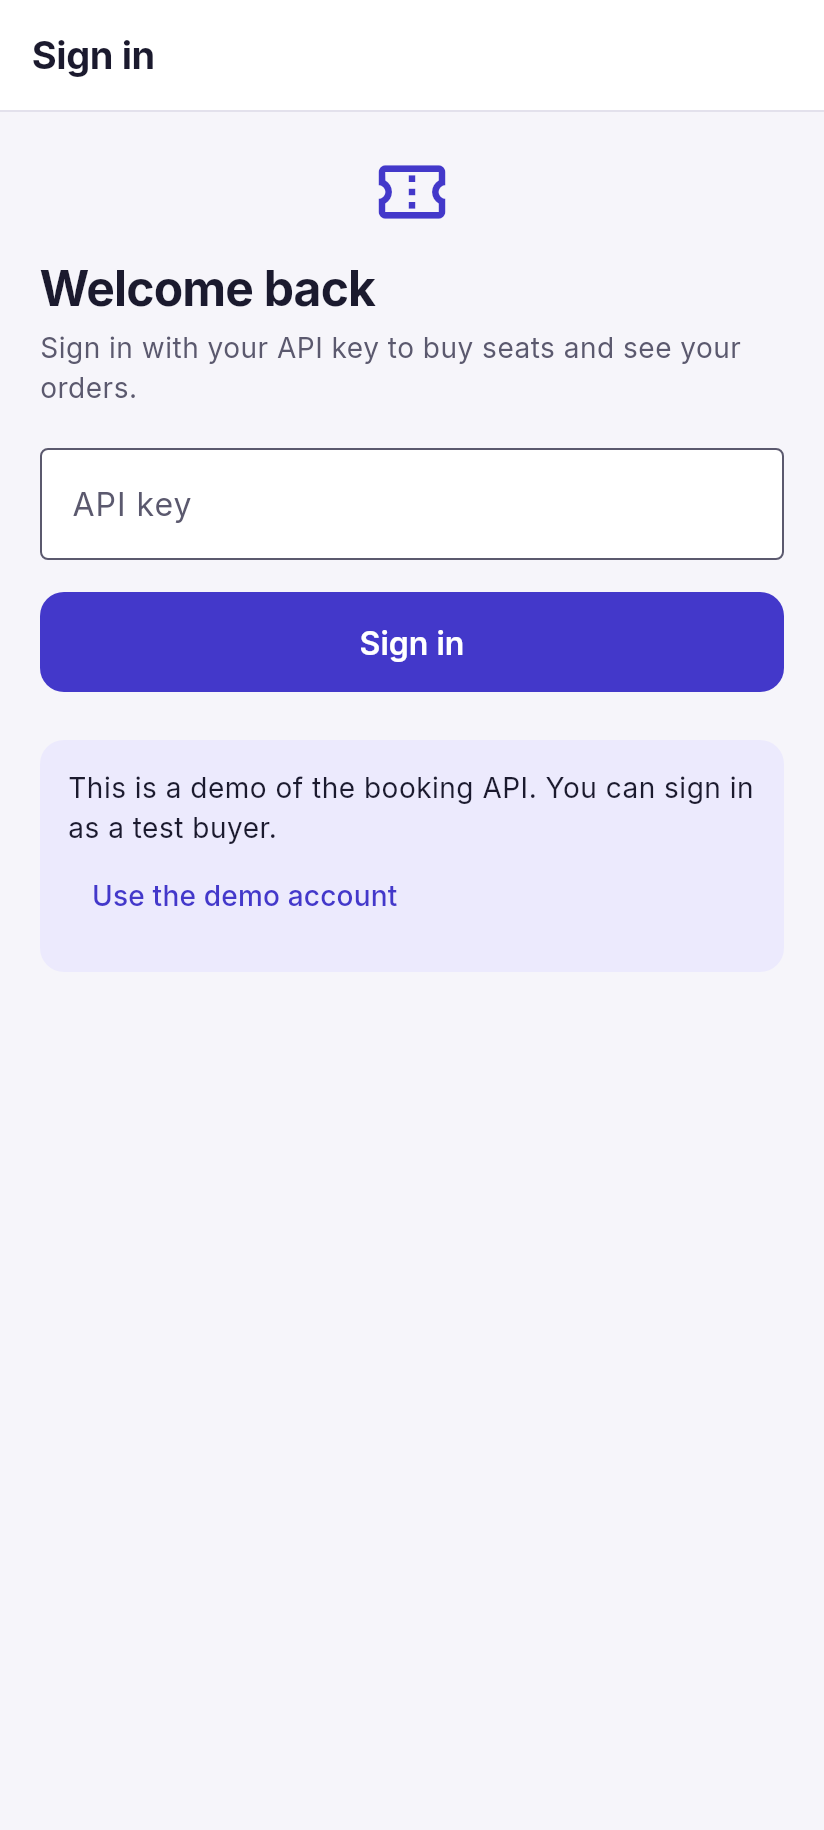 Sign in
Welcome back
Sign in with your API key to buy seats and see your
orders.
API key
Sign in
This is a demo of the booking API. You can sign in
as a test buyer.
Use the demo account